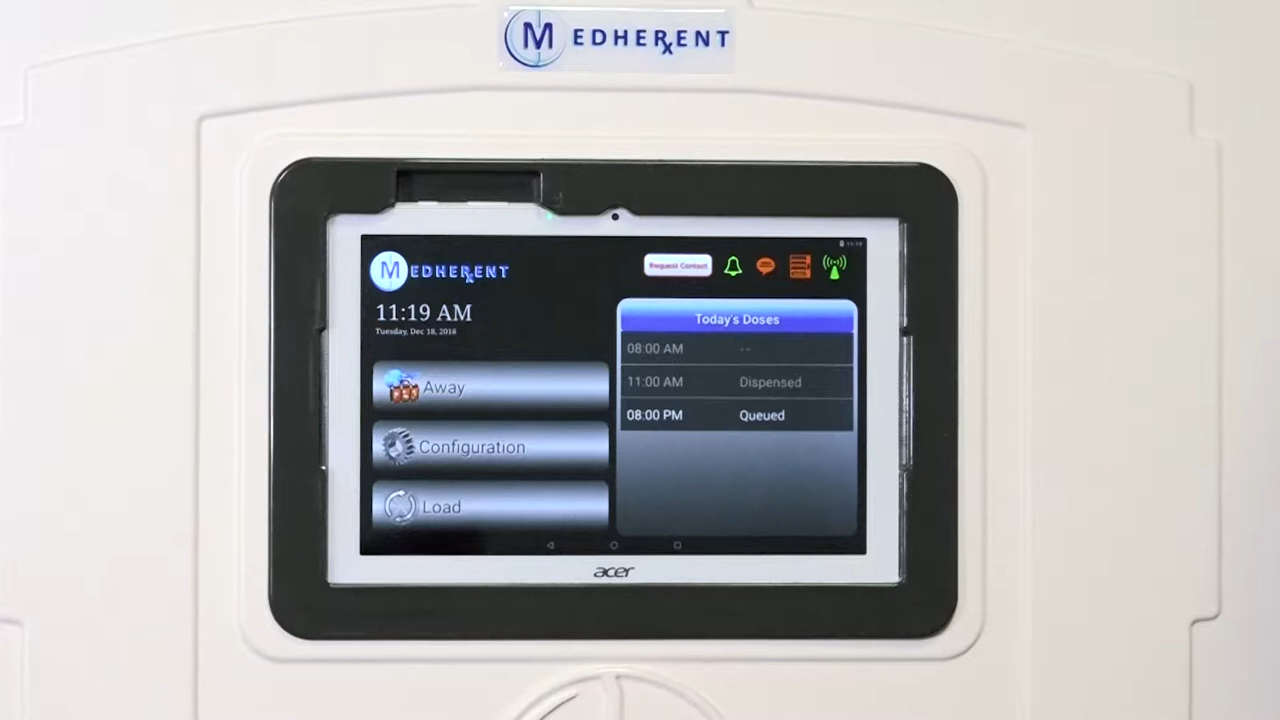 MEDHERxENT
MEDHERxENT
Request Contact
11:19 AM
Tuesday, Dec 18, 2018
Today's Doses
08:00 AM --
11:00 AM Dispensed
08:00 PM Queued
Away
Configuration
Load
acer